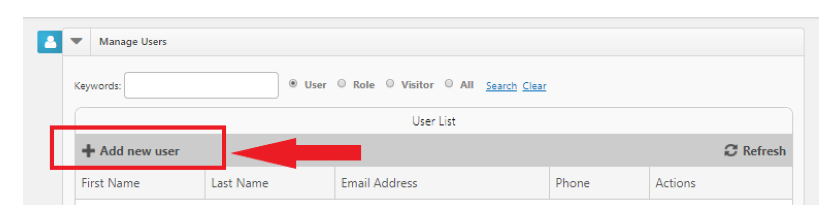 Manage Users
Keywords: User Role Visitor All Search Clear
User List
Add new user Refresh
First Name Last Name Email Address Phone Actions